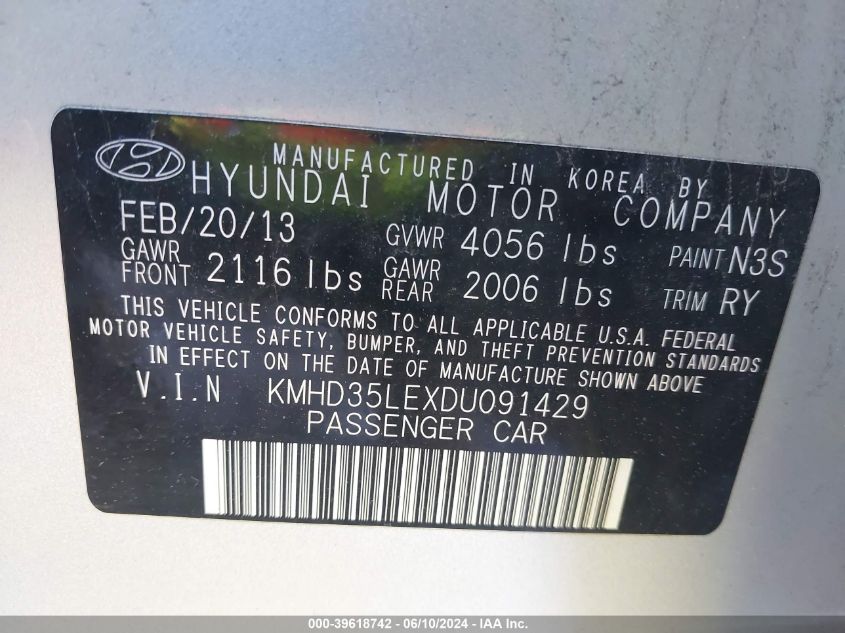 MANUFACTURED IN KOREA BY
HYUNDAI MOTOR COMPANY
FEB/20/13 GVWR 4056 lbs PAINT N3S
GAWR FRONT 2116 lbs GAWR REAR 2006 lbs TRIM RY
THIS VEHICLE CONFORMS TO ALL APPLICABLE U.S.A. FEDERAL
MOTOR VEHICLE SAFETY, BUMPER, AND THEFT PREVENTION STANDARDS
IN EFFECT ON THE DATE OF MANUFACTURE SHOWN ABOVE
V.I.N KMHD35LEXDU091429
PASSENGER CAR
000-39618742 - 06/10/2024 - IAA Inc.